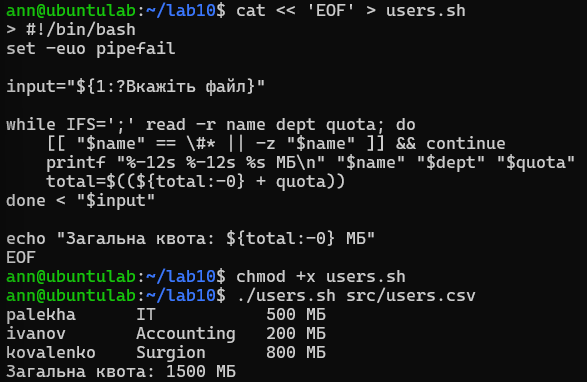 ann@ubuntulab:~/lab10$ cat << 'EOF' > users.sh
> #!/bin/bash
set -euo pipefail

input="${1:?Вкажіть файл}"

while IFS=';' read -r name dept quota; do
    [[ "$name" == \#* || -z "$name" ]] && continue
    printf "%-12s %-12s %s МБ\n" "$name" "$dept" "$quota"
    total=$((${total:-0} + quota))
done < "$input"

echo "Загальна квота: ${total:-0} МБ"
EOF
ann@ubuntulab:~/lab10$ chmod +x users.sh
ann@ubuntulab:~/lab10$ ./users.sh src/users.csv
palekha      IT           500 МБ
ivanov       Accounting   200 МБ
kovalenko    Surgion      800 МБ
Загальна квота: 1500 МБ